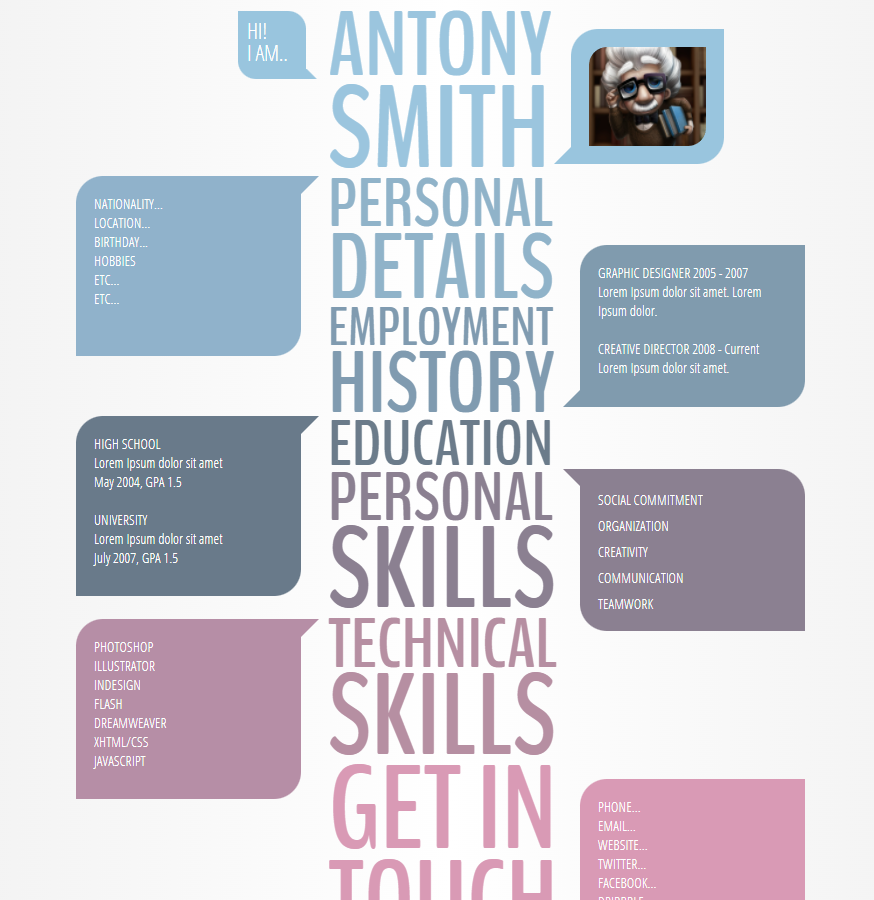 HI!
I AM..
ANTONY
SMITH
PERSONAL
DETAILS
NATIONALITY...
LOCATION...
BIRTHDAY...
HOBBIES
ETC...
ETC...
EMPLOYMENT
HISTORY
GRAPHIC DESIGNER 2005 - 2007
Lorem Ipsum dolor sit amet. Lorem
Ipsum dolor.
CREATIVE DIRECTOR 2008 - Current
Lorem Ipsum dolor sit amet.
EDUCATION
HIGH SCHOOL
Lorem Ipsum dolor sit amet
May 2004, GPA 1.5
UNIVERSITY
Lorem Ipsum dolor sit amet
July 2007, GPA 1.5
PERSONAL
SKILLS
SOCIAL COMMITMENT
ORGANIZATION
CREATIVITY
COMMUNICATION
TEAMWORK
TECHNICAL
SKILLS
PHOTOSHOP
ILLUSTRATOR
INDESIGN
FLASH
DREAMWEAVER
XHTML/CSS
JAVASCRIPT
GET IN
TOUCH
PHONE...
EMAIL...
WEBSITE...
TWITTER...
FACEBOOK...